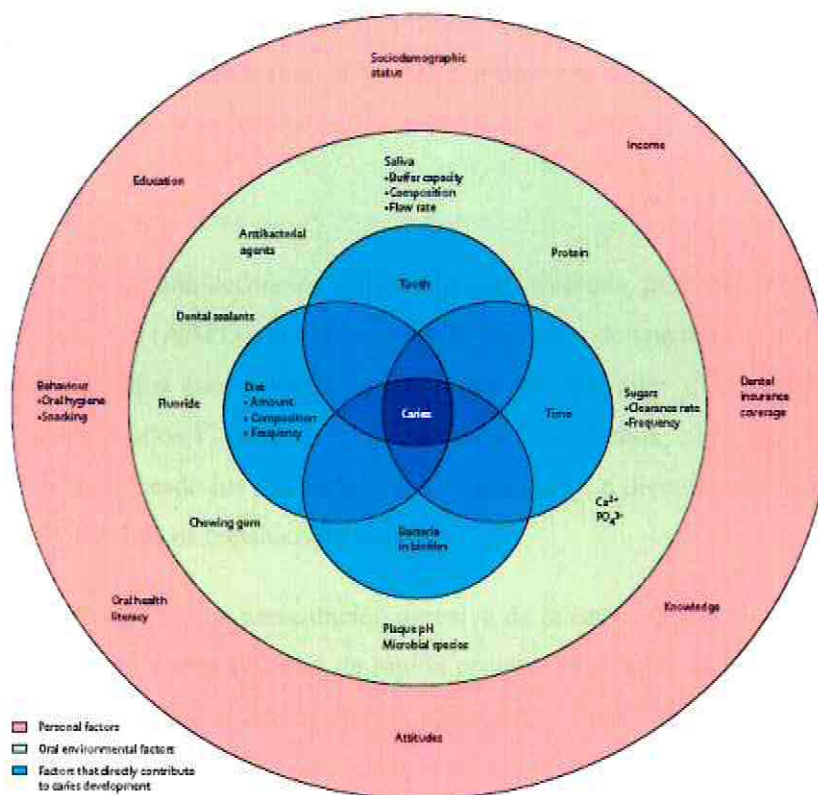 Sociodemographic
status
Income
Education
Saliva
•Buffer capacity
•Composition
•Flow rate
Antibacterial
agents
Protein
Tooth
Dental sealants
Behaviour
•Oral hygiene
•Snacking
Fluoride
Diet
• Amount
• Composition
• Frequency
Caries
Time
Sugars
•Clearance rate
•Frequency
Dental
insurance
coverage
Chewing gum
Bacteria
in biofilm
Ca²⁺
PO₄³⁻
Oral health
literacy
Knowledge
Plaque pH
Microbial species
Attitudes
Personal factors
Oral environmental factors
Factors that directly contribute
to caries development